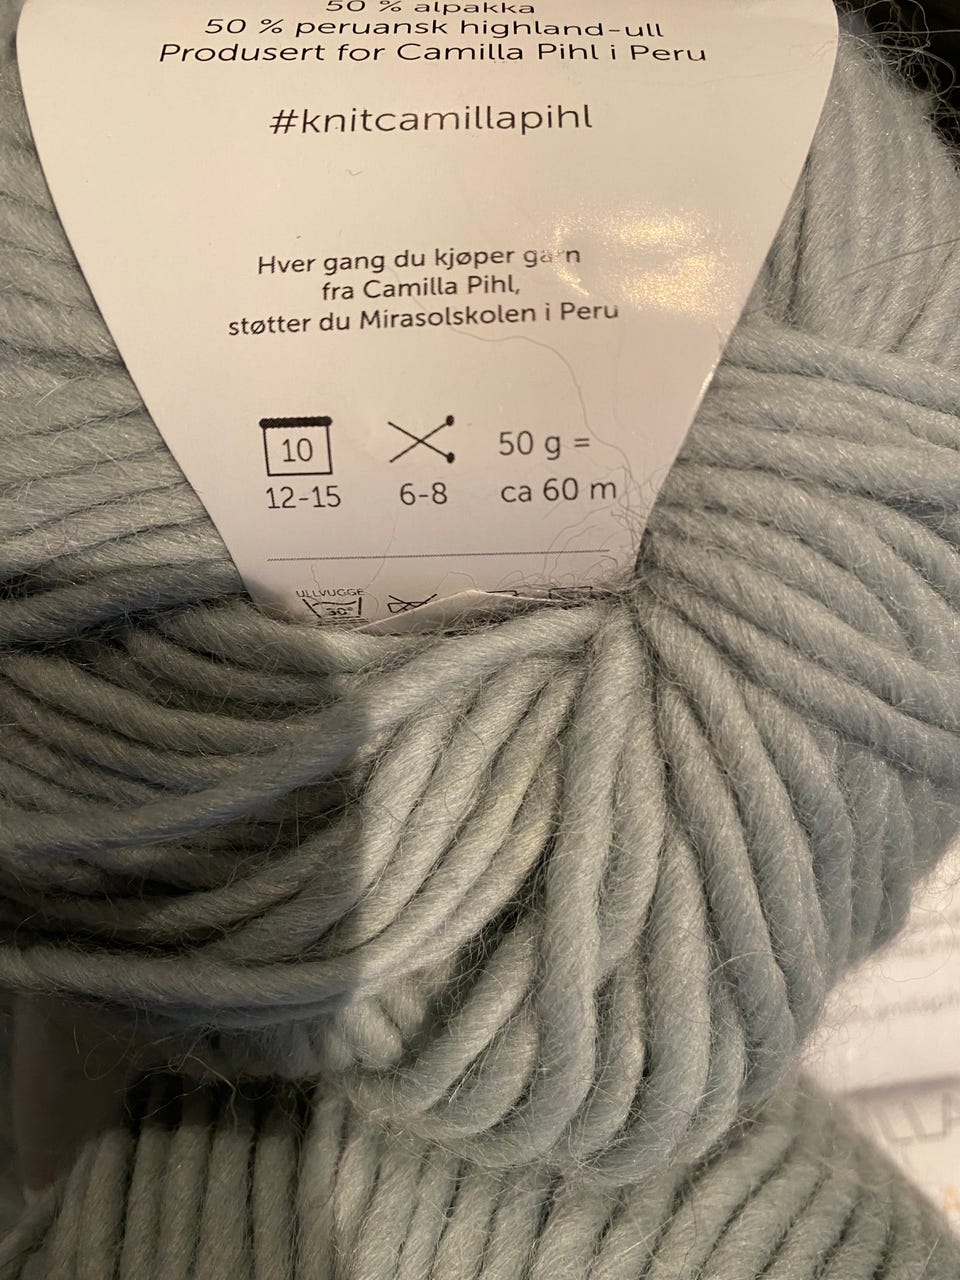 50 % alpakka
50 % peruansk highland-ull
Produsert for Camilla Pihl i Peru
#knitcamillapihl
Hver gang du kjøper garn
fra Camilla Pihl,
støtter du Mirasolskolen i Peru
10
12-15
6-8
50 g =
ca 60 m
ULLVUGGE
30°